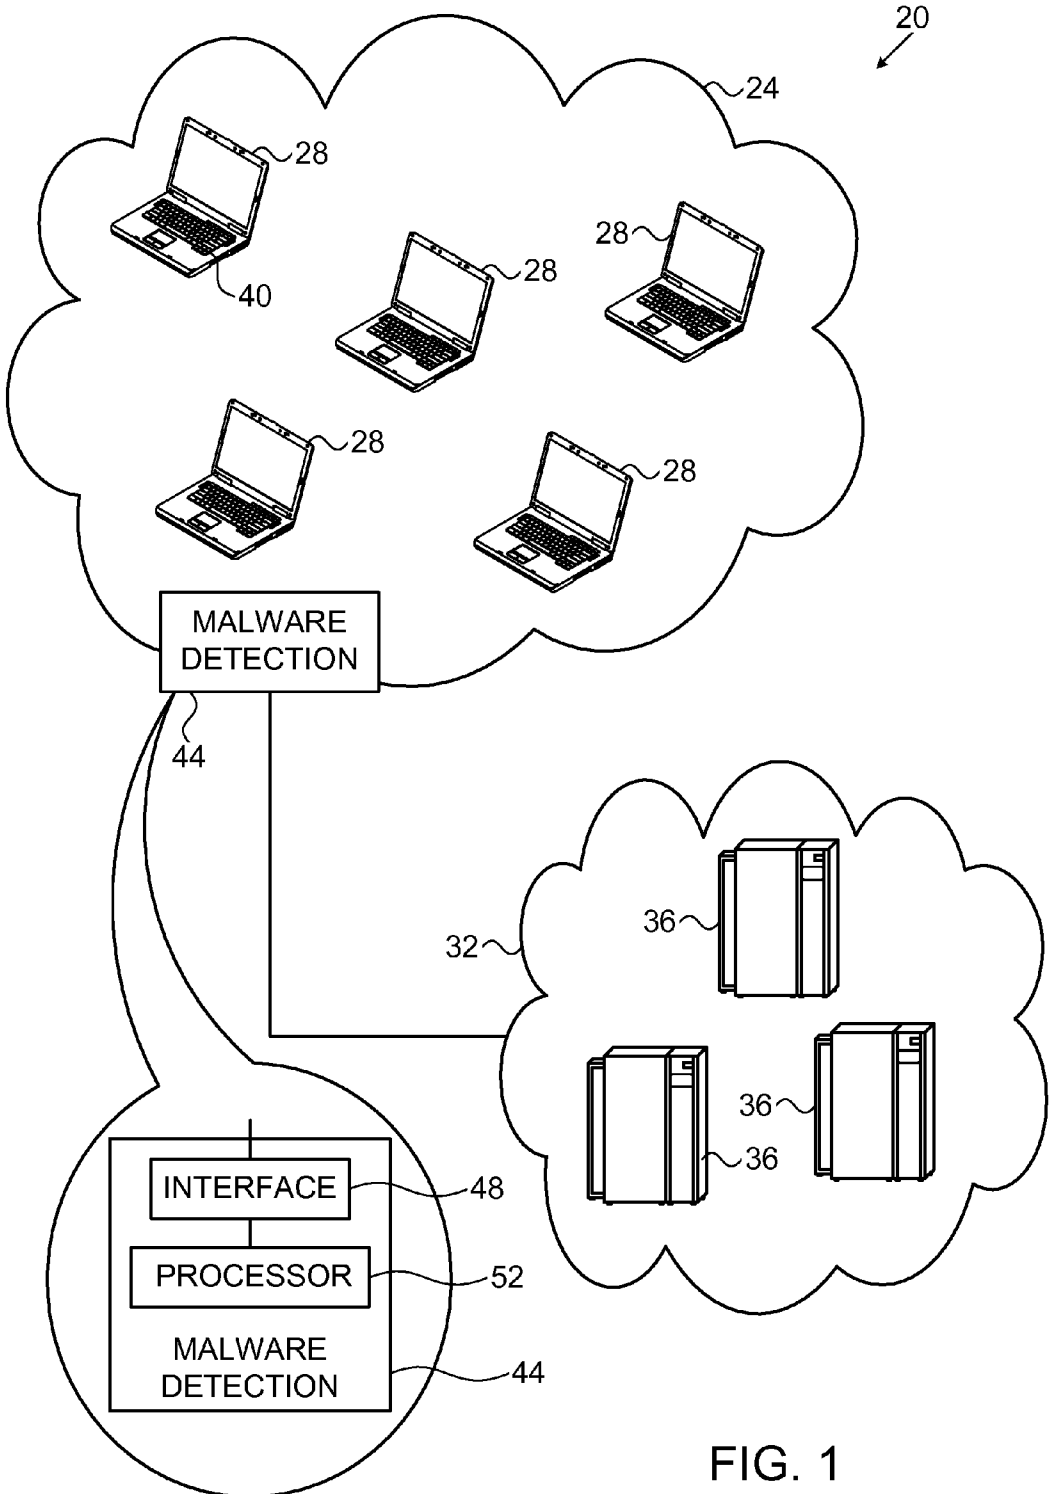 20
24
28
28
28
40
28
28
MALWARE
DETECTION
44
36
32
36
36
INTERFACE
48
PROCESSOR
52
MALWARE
DETECTION
44
FIG. 1